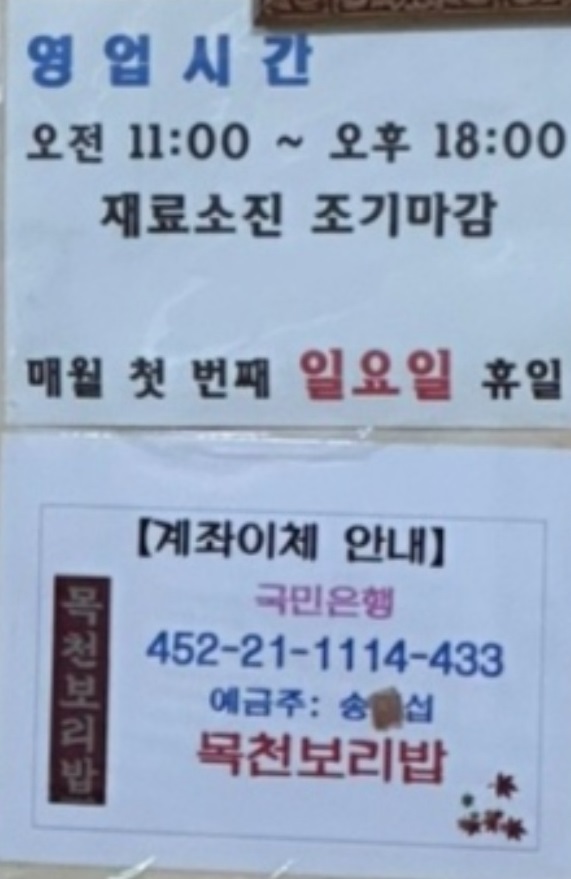 영업시간
오전 11:00 ~ 오후 18:00
재료소진 조기마감
매월 첫 번째 일요일 휴일
【계좌이체 안내】
국민은행
452-21-1114-433
예금주: 송 섭
목천보리밥
목천보리밥